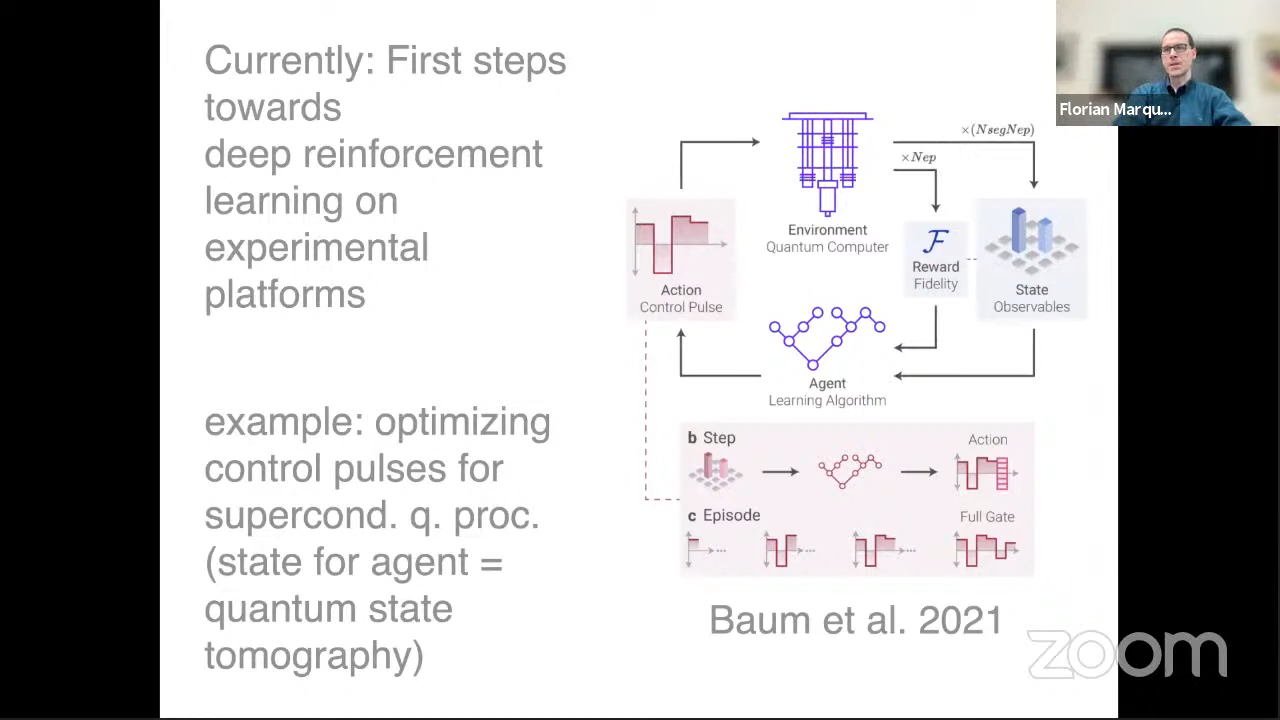 Currently: First steps
towards
deep reinforcement
learning on
experimental
platforms
example: optimizing
control pulses for
supercond. q. proc.
(state for agent =
quantum state
tomography)
×(NsegNep)
×Nep
Environment
Quantum Computer
F
Reward
Fidelity
State
Observables
Action
Control Pulse
Agent
Learning Algorithm
b Step
Action
c Episode
Full Gate
...
...
...
Baum et al. 2021
Florian Marqu...
zoom